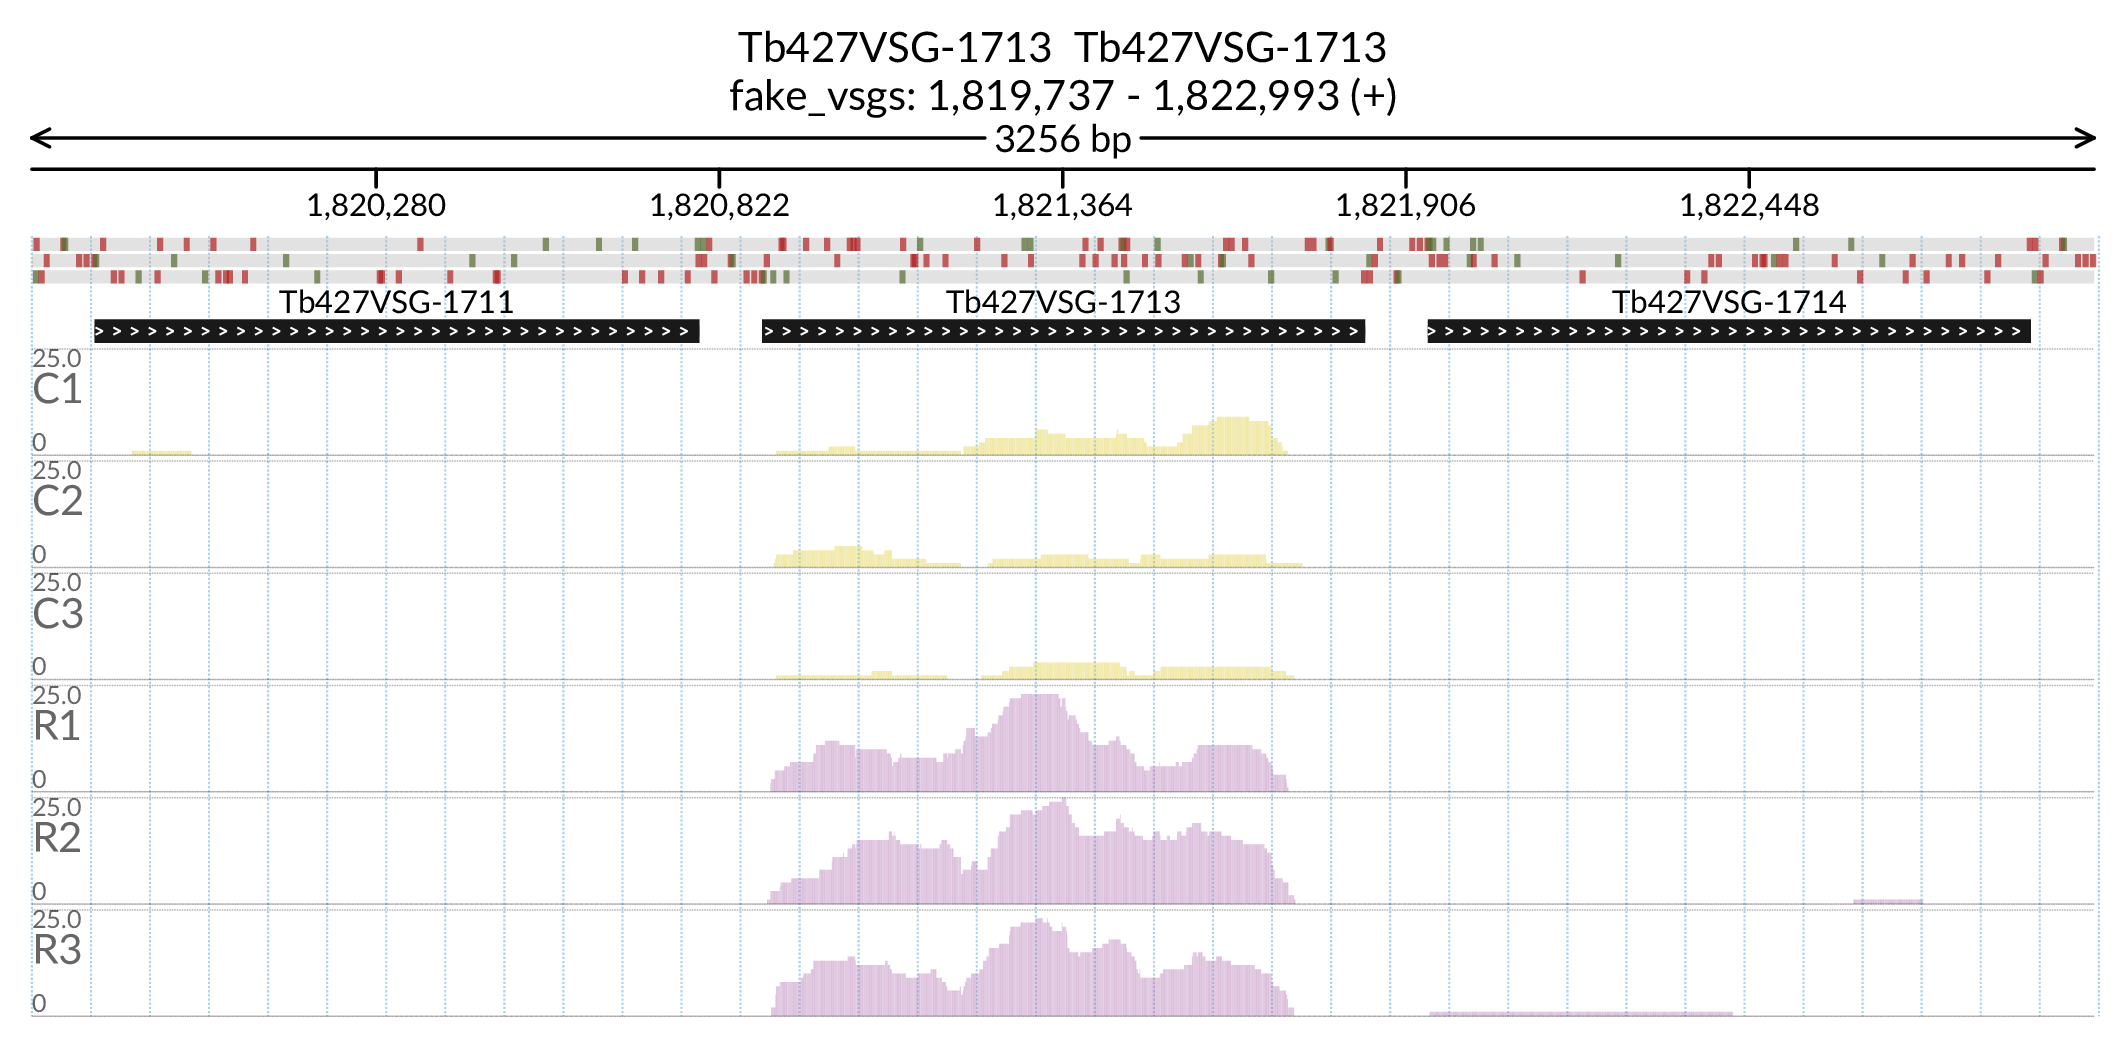 Tb427VSG-1713 Tb427VSG-1713
fake_vsgs: 1,819,737 - 1,822,993 (+)
3256 bp
1,820,280 1,820,822 1,821,364 1,821,906 1,822,448
Tb427VSG-1711 Tb427VSG-1713 Tb427VSG-1714
25.0
C1
0
25.0
C2
0
25.0
C3
0
25.0
R1
0
25.0
R2
0
25.0
R3
0